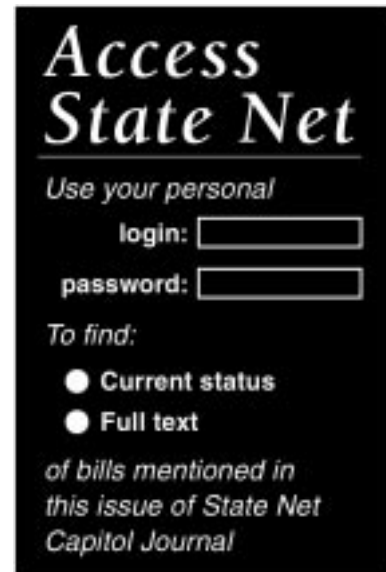 Access
State Net
Use your personal
login:
password:
To find:
Current status
Full text
of bills mentioned in
this issue of State Net
Capitol Journal